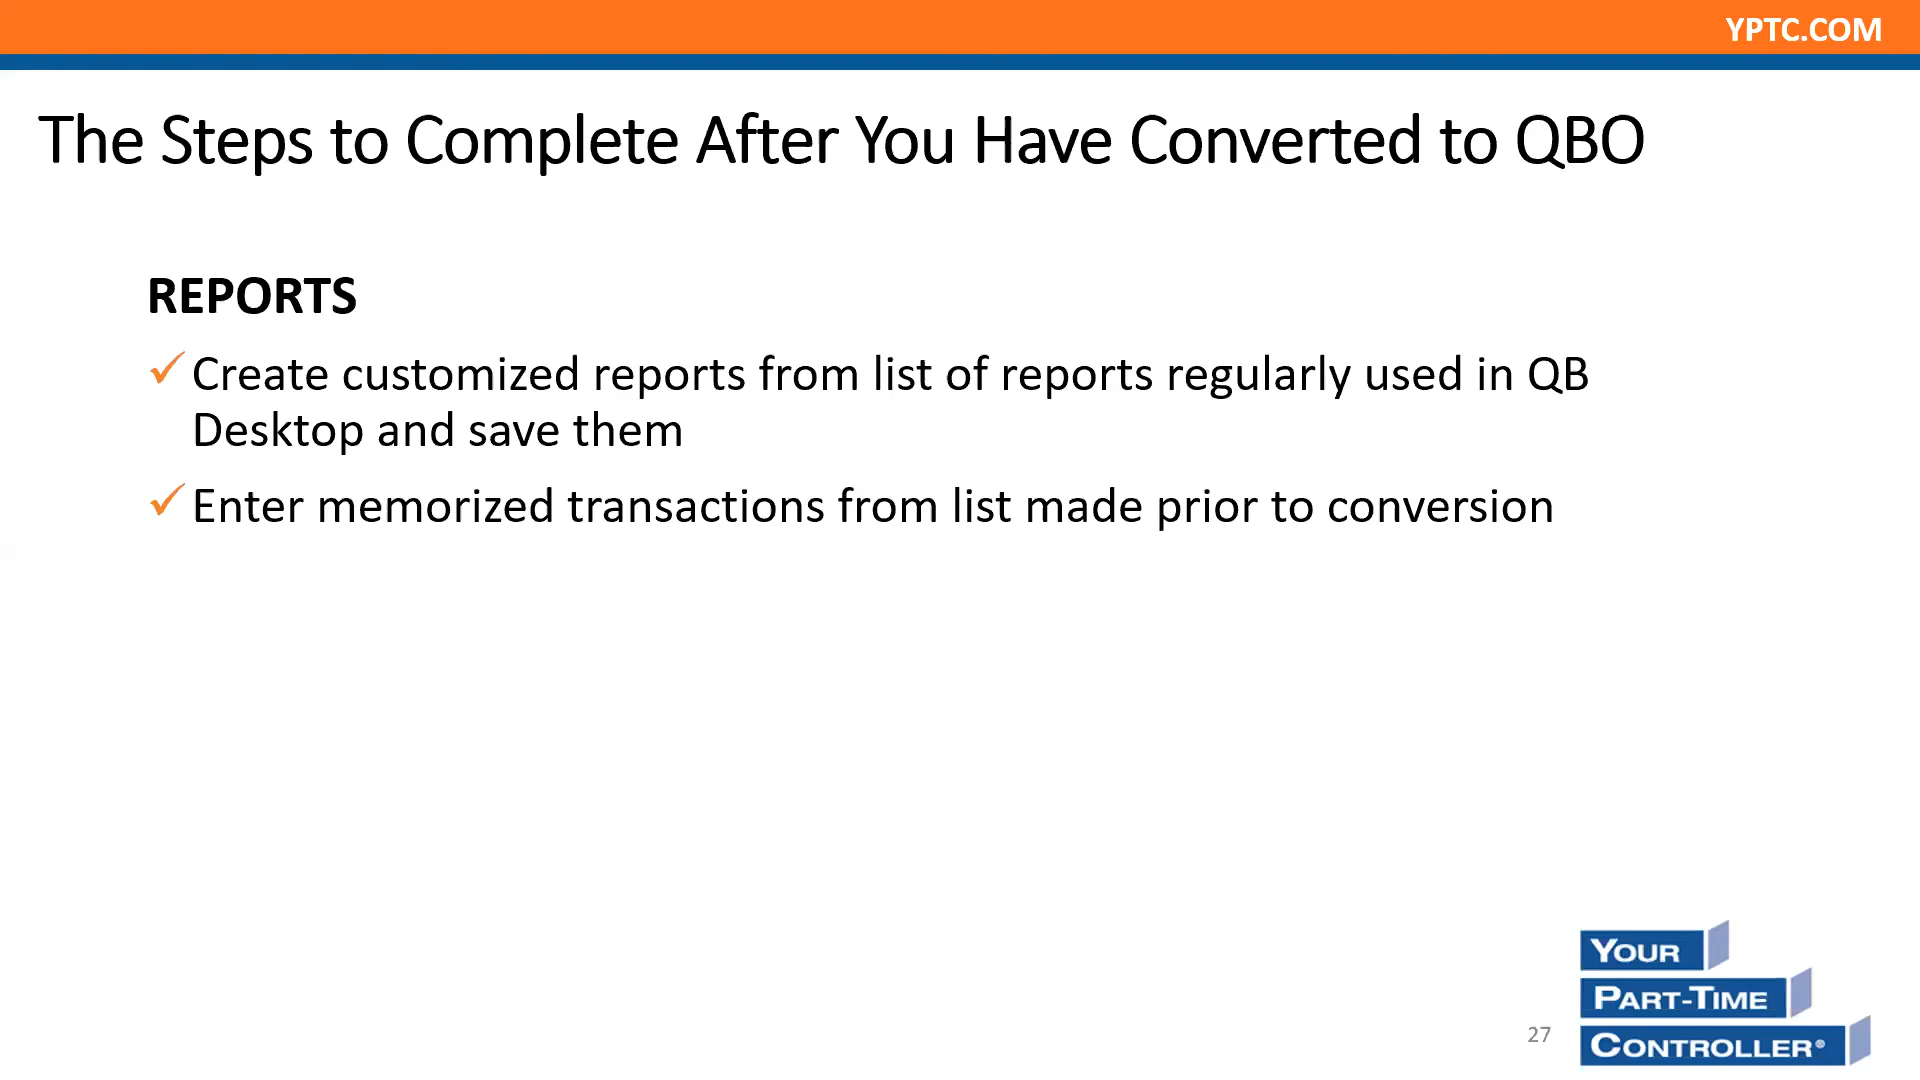 YPTC.COM
The Steps to Complete After You Have Converted to QBO
REPORTS
✓Create customized reports from list of reports regularly used in QB
Desktop and save them
✓Enter memorized transactions from list made prior to conversion
YOUR
PART-TIME
CONTROLLER®
27